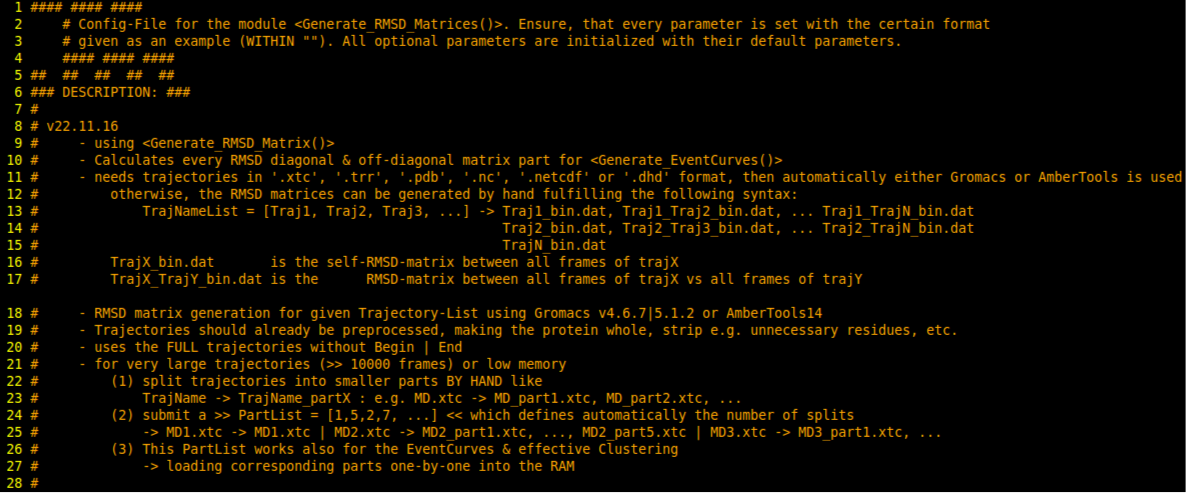 1 #### #### ####
2     # Config-File for the module <Generate_RMSD_Matrices()>. Ensure, that every parameter is set with the certain format
3     # given as an example (WITHIN ""). All optional parameters are initialized with their default parameters.
4     #### #### ####
5 ##  ##  ##  ##  ##
6 ### DESCRIPTION: ###
7 #
8 # v22.11.16
9 #     - using <Generate_RMSD_Matrix()>
10 #     - Calculates every RMSD diagonal & off-diagonal matrix part for <Generate_EventCurves()>
11 #     - needs trajectories in '.xtc', '.trr', '.pdb', '.nc', '.netcdf' or '.dhd' format, then automatically either Gromacs or AmberTools is used
12 #         otherwise, the RMSD matrices can be generated by hand fulfilling the following syntax:
13 #             TrajNameList = [Traj1, Traj2, Traj3, ...] -> Traj1_bin.dat, Traj1_Traj2_bin.dat, ... Traj1_TrajN_bin.dat
14 #                                                          Traj2_bin.dat, Traj2_Traj3_bin.dat, ... Traj2_TrajN_bin.dat
15 #                                                          TrajN_bin.dat
16 #         TrajX_bin.dat       is the self-RMSD-matrix between all frames of trajX
17 #         TrajX_TrajY_bin.dat is the      RMSD-matrix between all frames of trajX vs all frames of trajY
18 #     - RMSD matrix generation for given Trajectory-List using Gromacs v4.6.7|5.1.2 or AmberTools14
19 #     - Trajectories should already be preprocessed, making the protein whole, strip e.g. unnecessary residues, etc.
20 #     - uses the FULL trajectories without Begin | End
21 #     - for very large trajectories (>> 10000 frames) or low memory
22 #         (1) split trajectories into smaller parts BY HAND like
23 #             TrajName -> TrajName_partX : e.g. MD.xtc -> MD_part1.xtc, MD_part2.xtc, ...
24 #         (2) submit a >> PartList = [1,5,2,7, ...] << which defines automatically the number of splits
25 #             -> MD1.xtc -> MD1.xtc | MD2.xtc -> MD2_part1.xtc, ..., MD2_part5.xtc | MD3.xtc -> MD3_part1.xtc, ...
26 #         (3) This PartList works also for the EventCurves & effective Clustering
27 #             -> loading corresponding parts one-by-one into the RAM
28 #